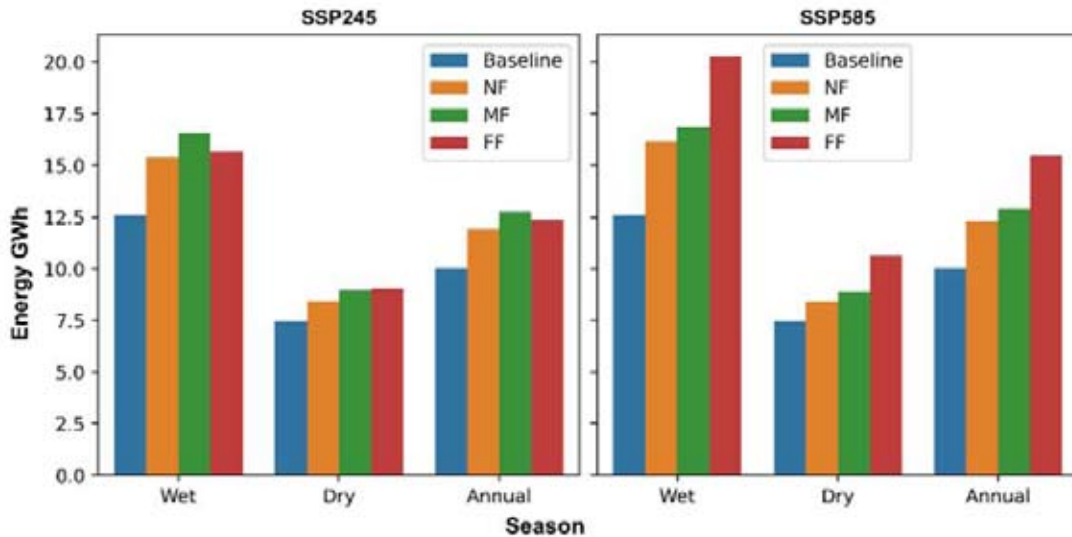 SSP245
SSP585
Energy GWh
20.0
17.5
15.0
12.5
10.0
7.5
5.0
2.5
0.0
Baseline
NF
MF
FF
Baseline
NF
MF
FF
Wet
Dry
Annual
Wet
Dry
Annual
Season